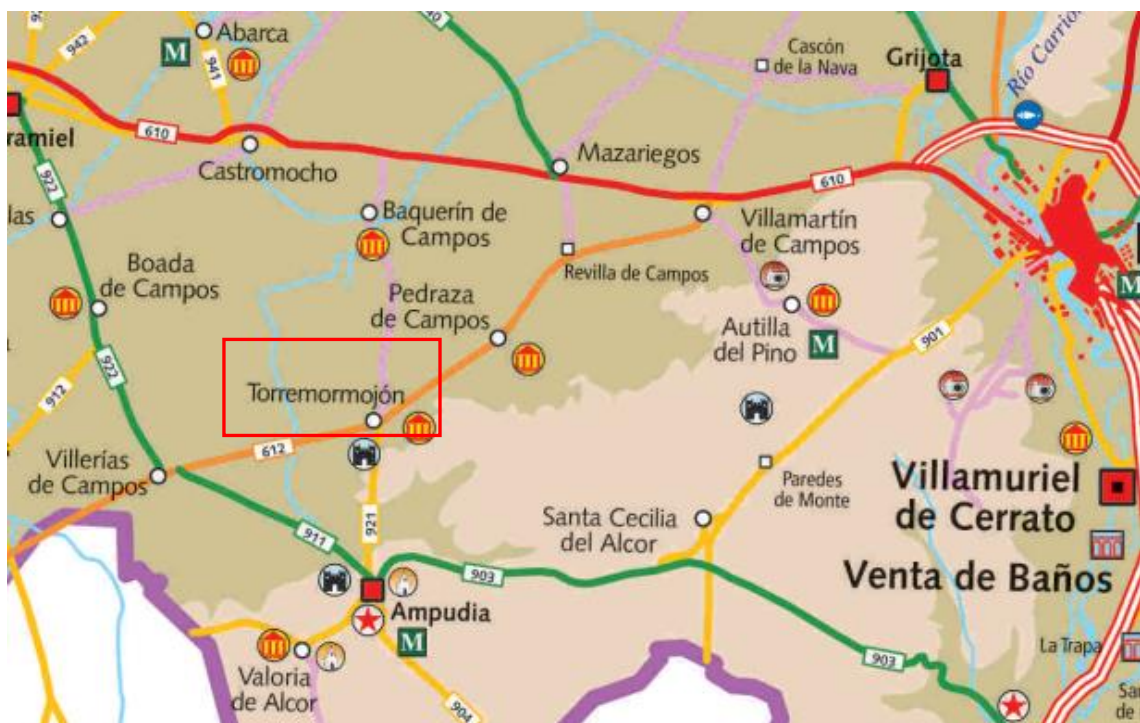 942
Abarca
M
941
Cascón
de la Nava
Grijota
Río Carrión
610
ramiel
Castromocho
Mazariegos
922
las
Baquerín de
Campos
610
Villamartín
de Campos
Revilla de Campos
Boada
de Campos
Pedraza
de Campos
Autilla
del Pino
M
901
M
922
912
Torremormojón
612
Villerías
de Campos
921
Paredes
de Monte
Villamuriel
de Cerrato
Santa Cecilia
del Alcor
911
903
Venta de Baños
Ampudia
M
La Trapa
903
Valoria
de Alcor
904